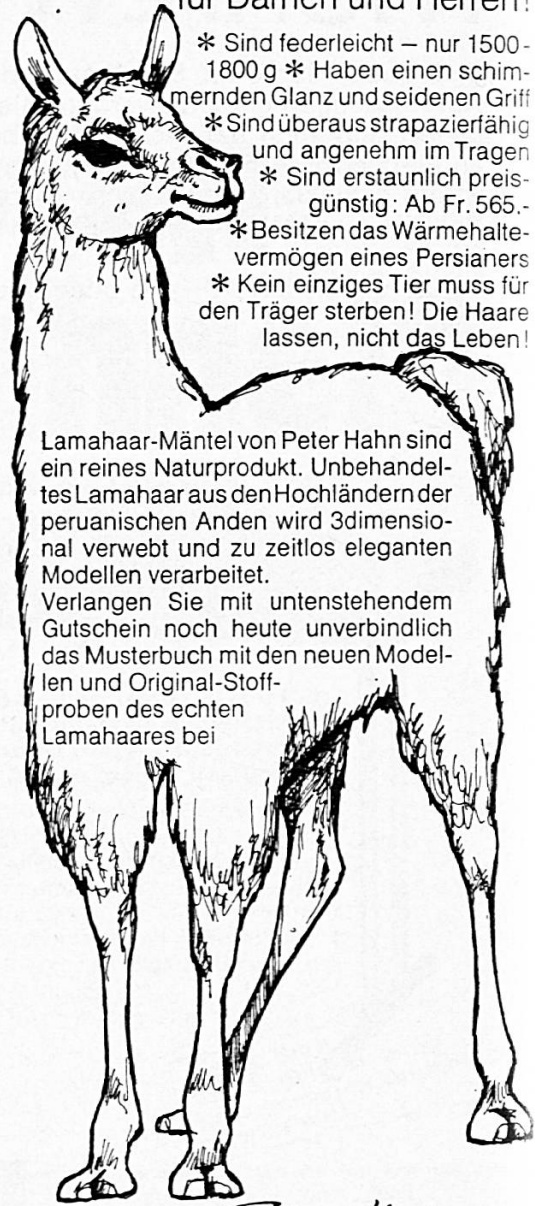 für Damen und Herren!
* Sind federleicht – nur 1500-
1800 g * Haben einen schim-
mernden Glanz und seidenen Griff
* Sind überaus strapazierfähig
und angenehm im Tragen
* Sind erstaunlich preis-
günstig: Ab Fr. 565.-
* Besitzen das Wärmehalte-
vermögen eines Persianers
* Kein einziges Tier muss für
den Träger sterben! Die Haare
lassen, nicht das Leben!
Lamahaar-Mäntel von Peter Hahn sind
ein reines Naturprodukt. Unbehandel-
tes Lamahaar aus den Hochländern der
peruanischen Anden wird 3dimensio-
nal verwebt und zu zeitlos eleganten
Modellen verarbeitet.
Verlangen Sie mit untenstehendem
Gutschein noch heute unverbindlich
das Musterbuch mit den neuen Model-
len und Original-Stoff-
proben des echten
Lamahaares bei